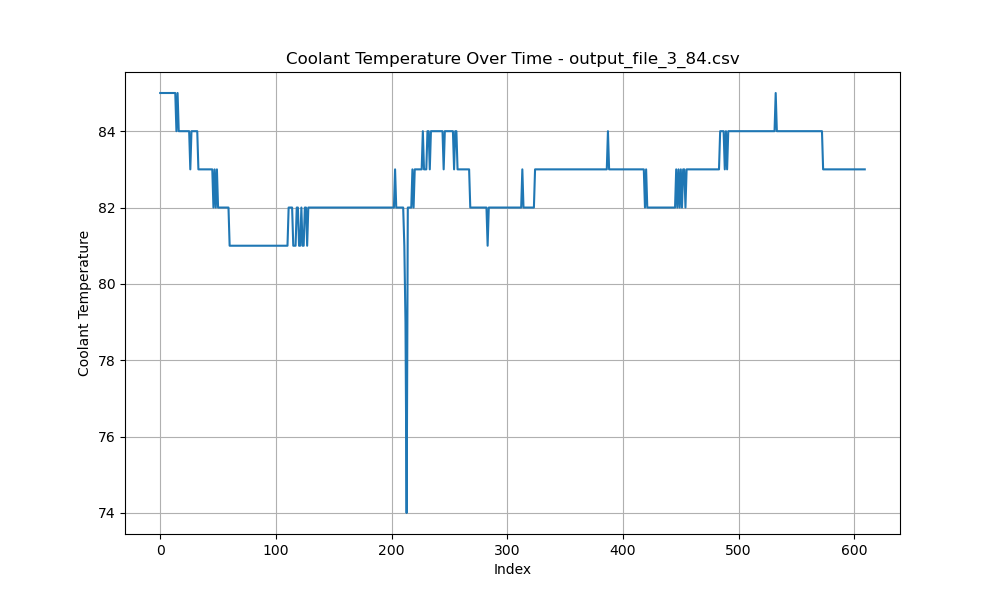 Coolant Temperature Over Time - output_file_3_84.csv
84
82
80
78
76
74
Coolant Temperature
0 100 200 300 400 500 600
Index